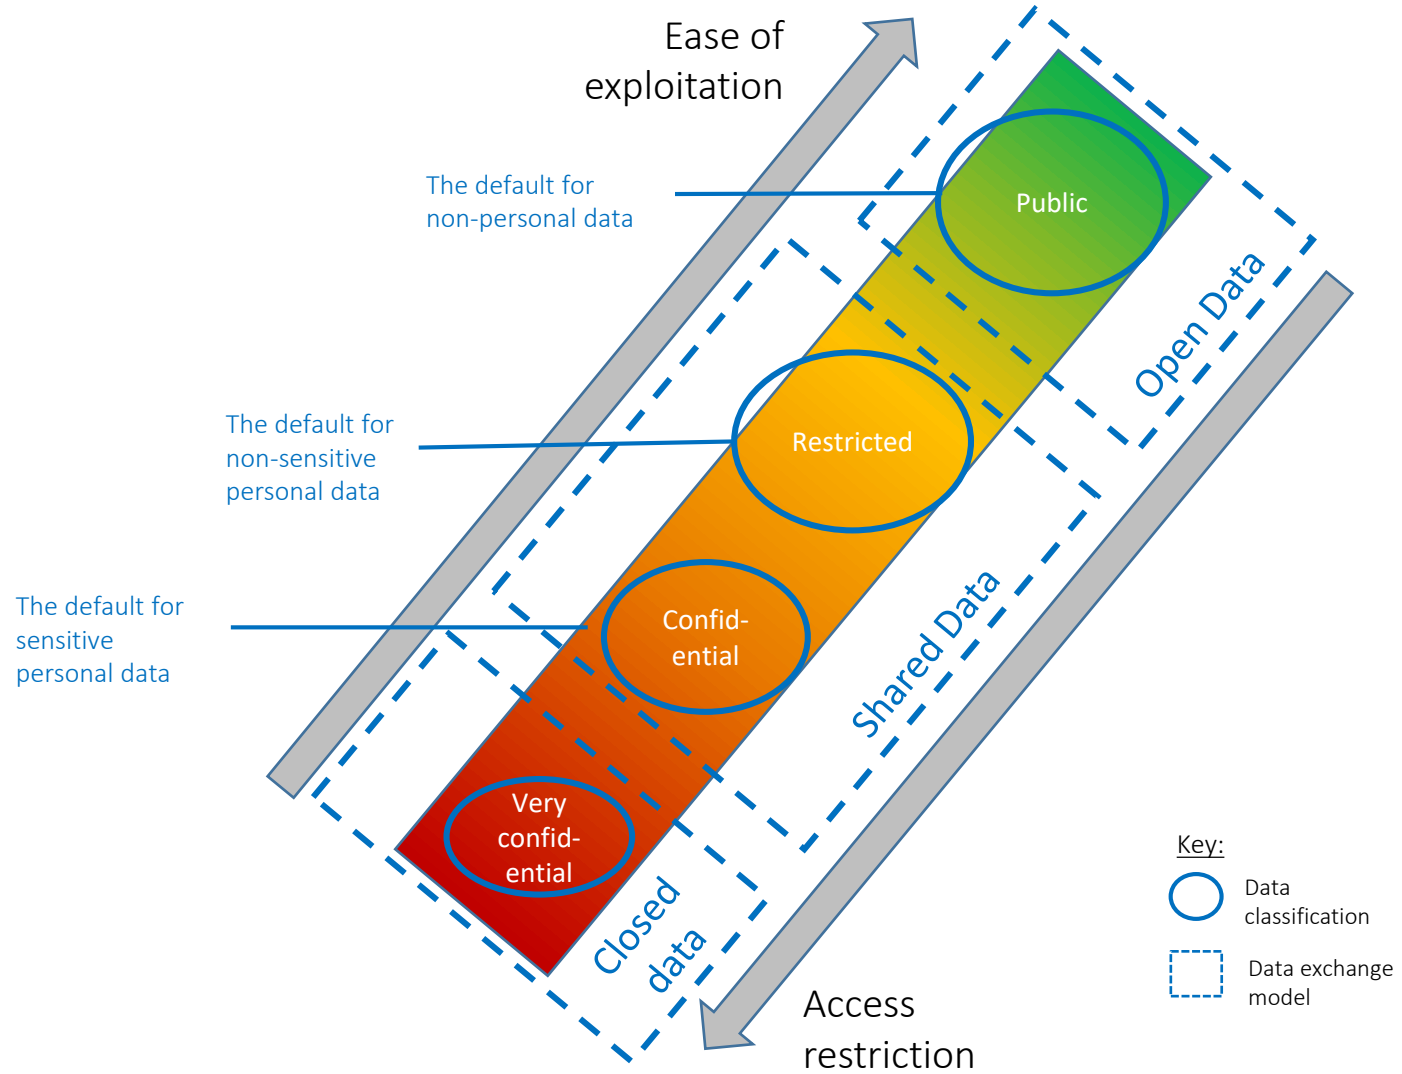 Ease of
exploitation
The default for
non-personal data
Public
Open Data
The default for
non-sensitive
personal data
Restricted
The default for
sensitive
personal data
Confid-
ential
Shared Data
Very
confid-
ential
Closed
data
Access
restriction
Key:
Data
classification
Data exchange
model